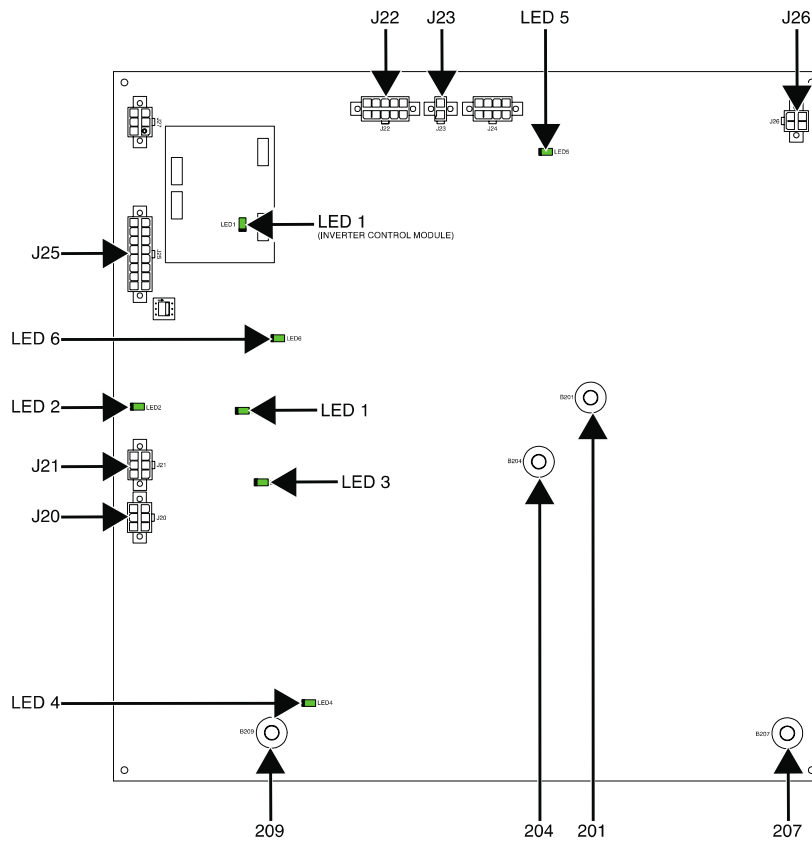 J22 J23 LED 5 J26
J22 J23 J24 J26
LED5
LED1 LED 1
(INVERTER CONTROL MODULE)
J25 J25
LED 6 LED6
LED 2 LED2 LED 1
B201
J21 J21 B204
LED 3
J20 J20
LED 4 LED4
B209 B207
209 204 201 207